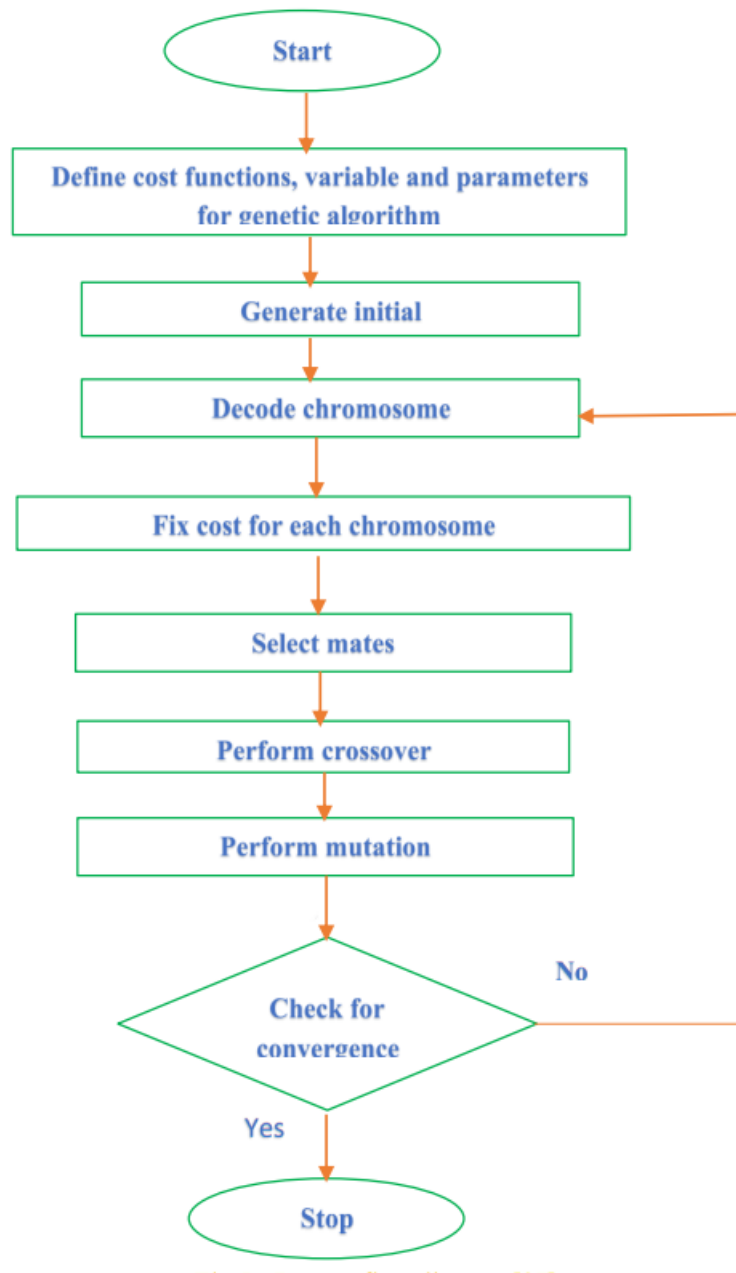 Start
Define cost functions, variable and parameters
for genetic algorithm
Generate initial
Decode chromosome
Fix cost for each chromosome
Select mates
Perform crossover
Perform mutation
No
Check for
convergence
Yes
Stop